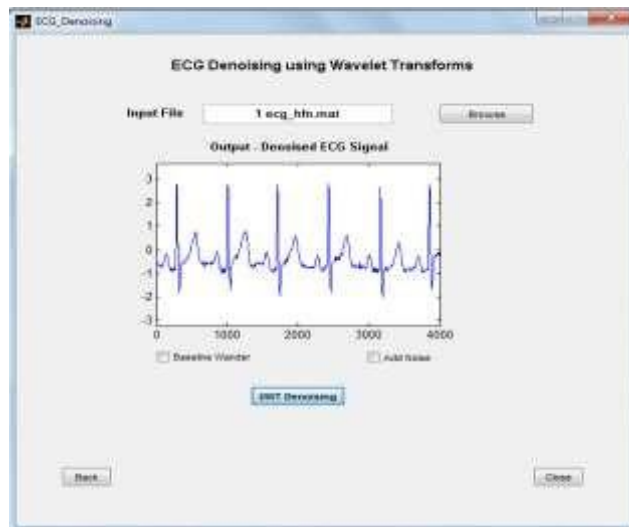 ECG_Denoising
ECG Denoising using Wavelet Transforms
Input File
1 ecg_hfn.mat
Browse
Output - Denoised ECG Signal
3
2
1
0
-1
-2
-3
0
1000
2000
3000
4000
Baseline Wander
Add Noise
Denoising
Back
Close